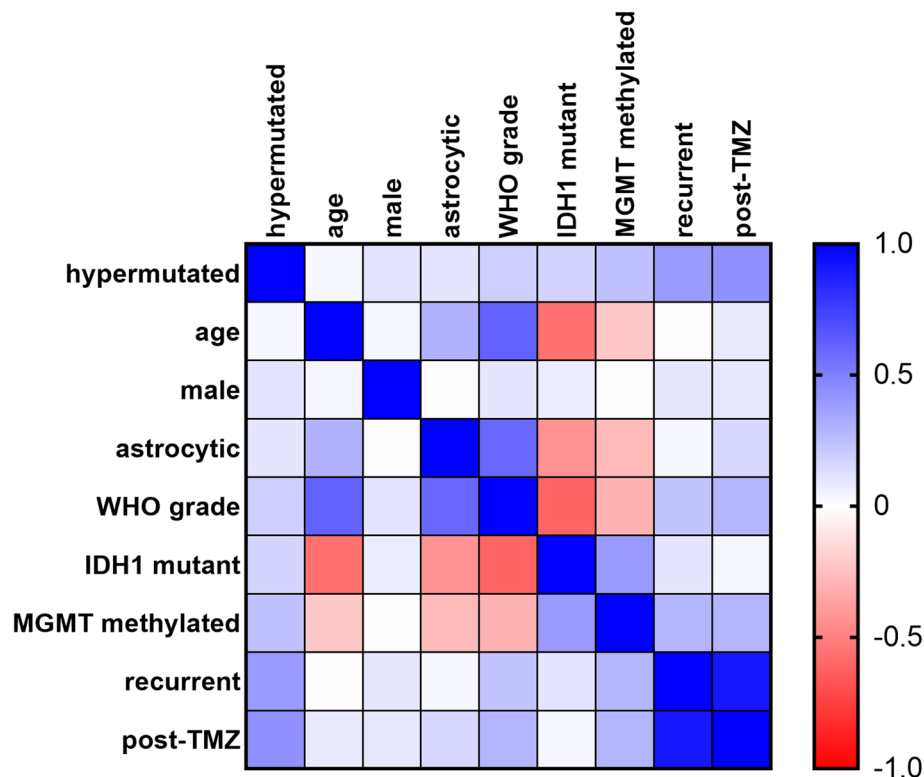 hypermutated
age
male
astrocytic
WHO grade
IDH1 mutant
MGMT methylated
recurrent
post-TMZ
hypermutated
age
male
astrocytic
WHO grade
IDH1 mutant
MGMT methylated
recurrent
post-TMZ
1.0
0.5
0
-0.5
-1.0